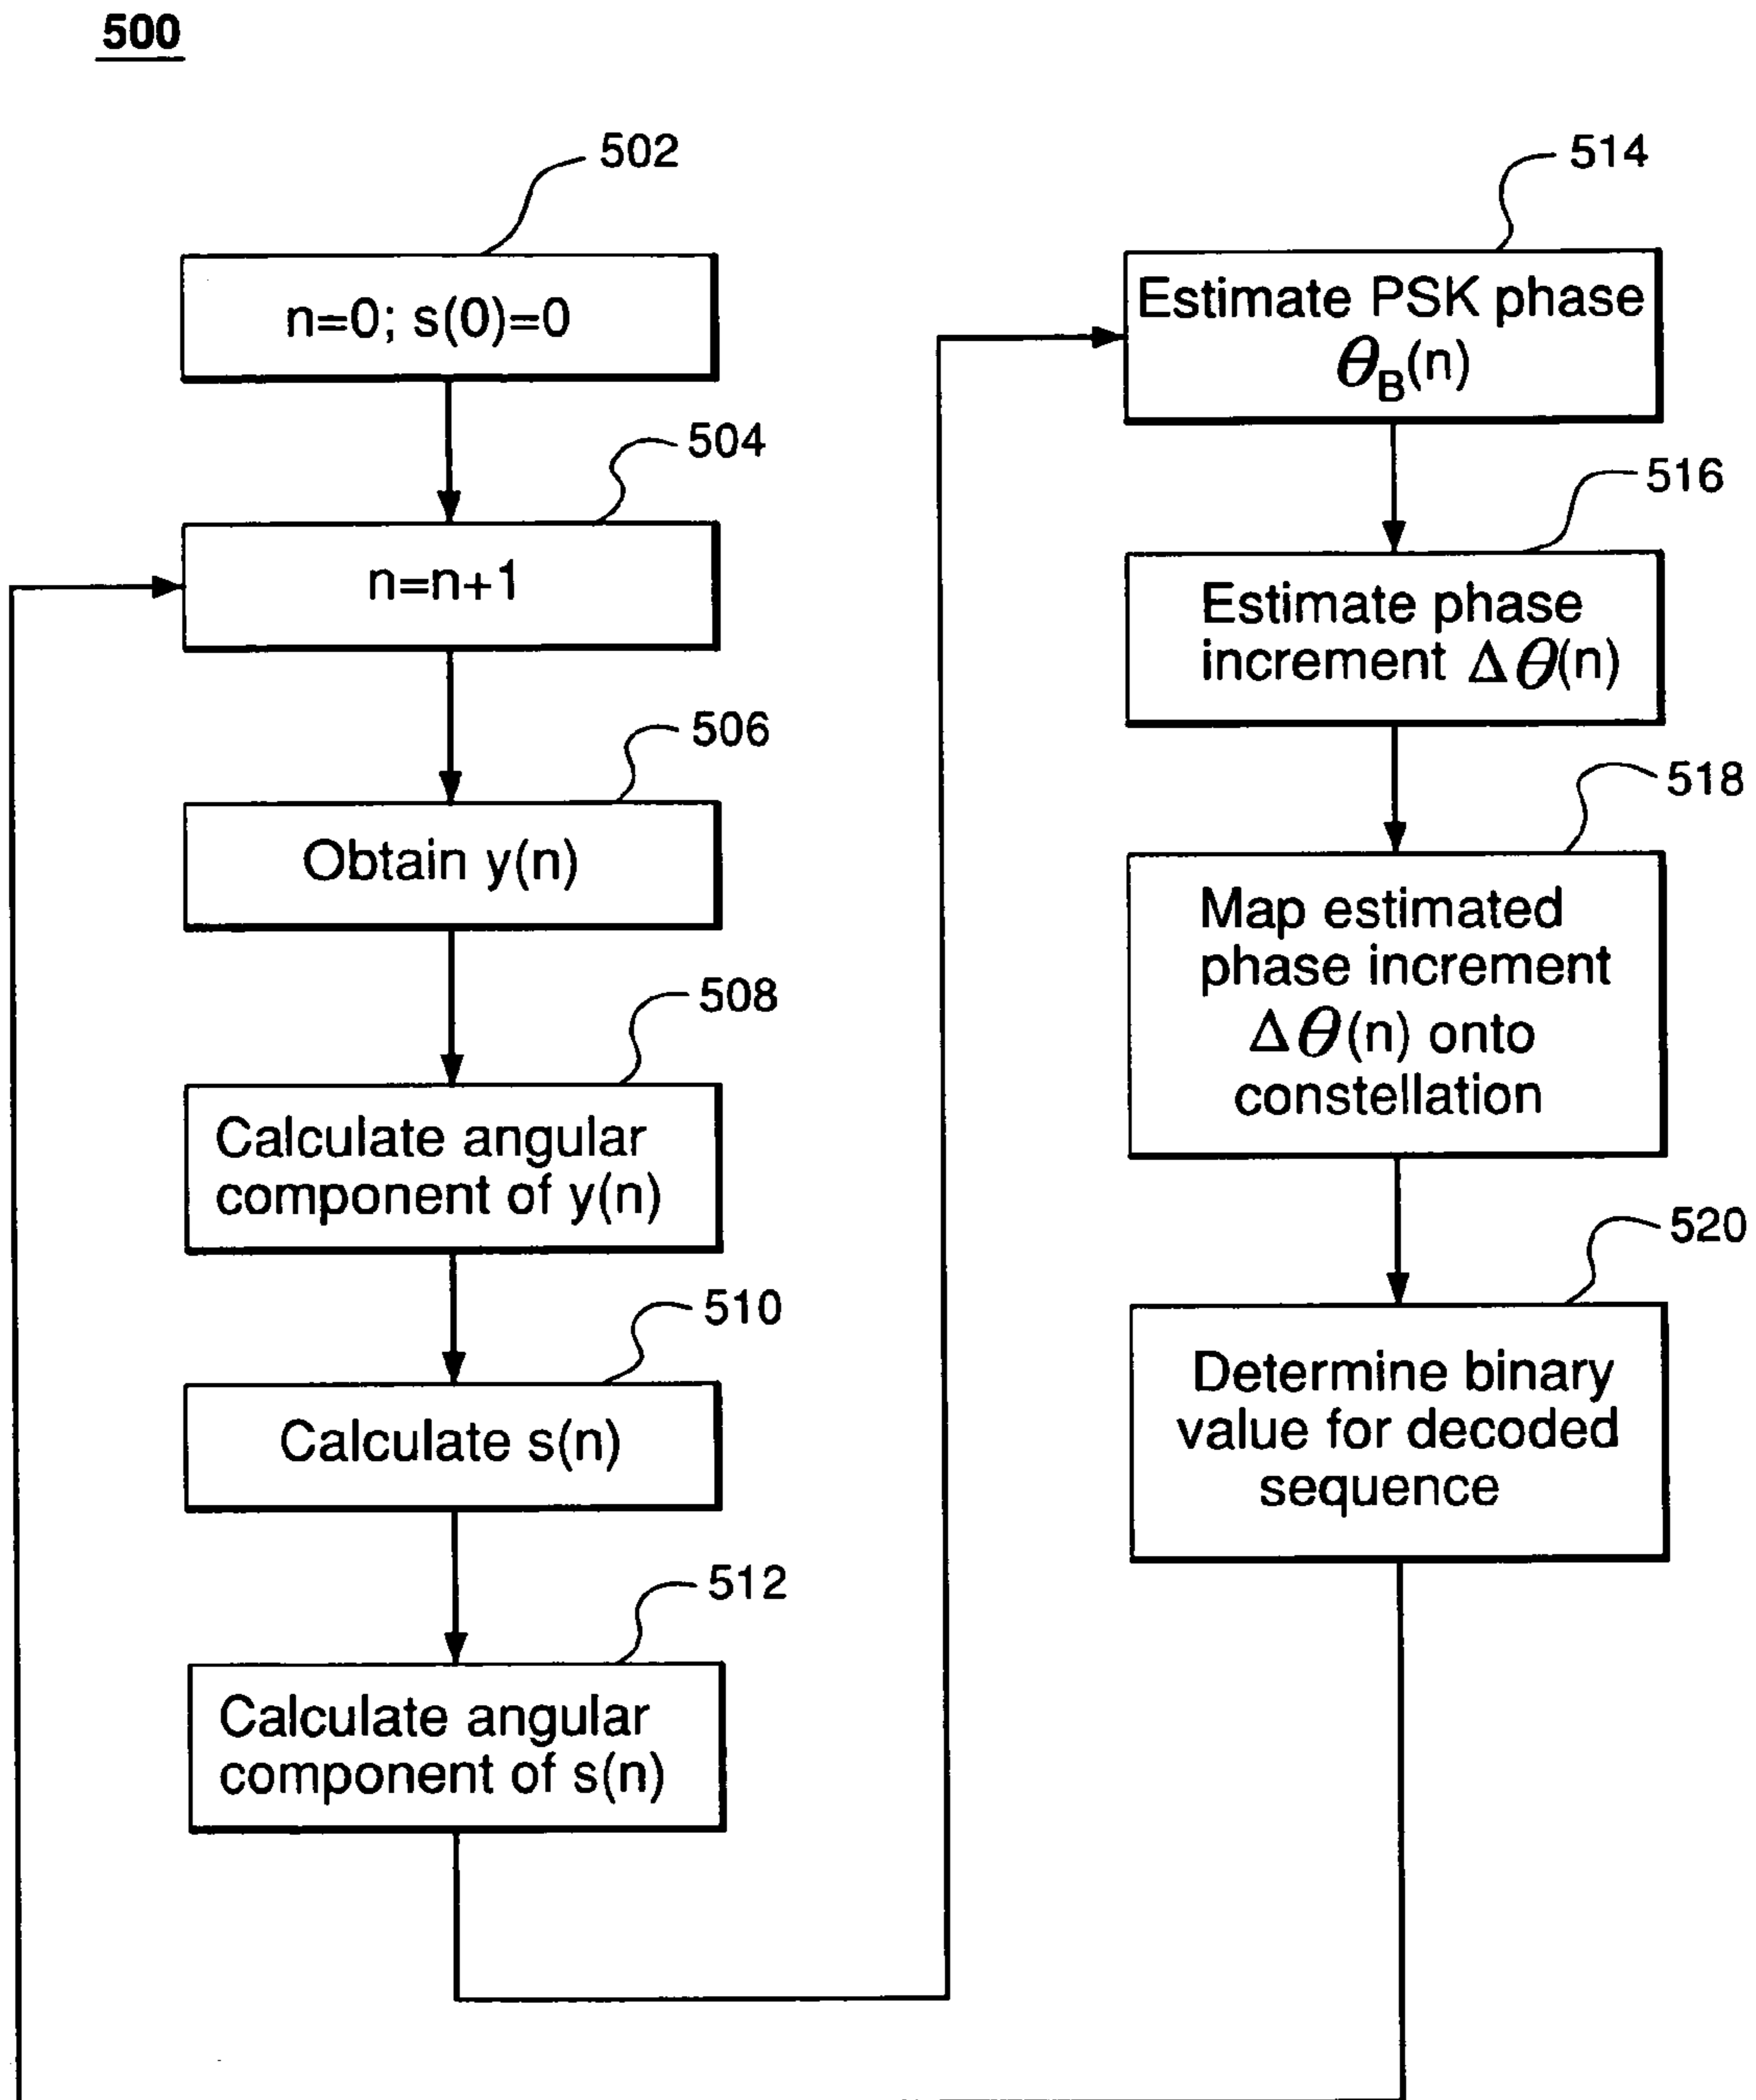 500
502
n=0; s(0)=0
504
n=n+1
506
Obtain y(n)
508
Calculate angular
component of y(n)
510
Calculate s(n)
512
Calculate angular
component of s(n)
514
Estimate PSK phase
θB(n)
516
Estimate phase
increment Δθ(n)
518
Map estimated
phase increment
Δθ(n) onto
constellation
520
Determine binary
value for decoded
sequence